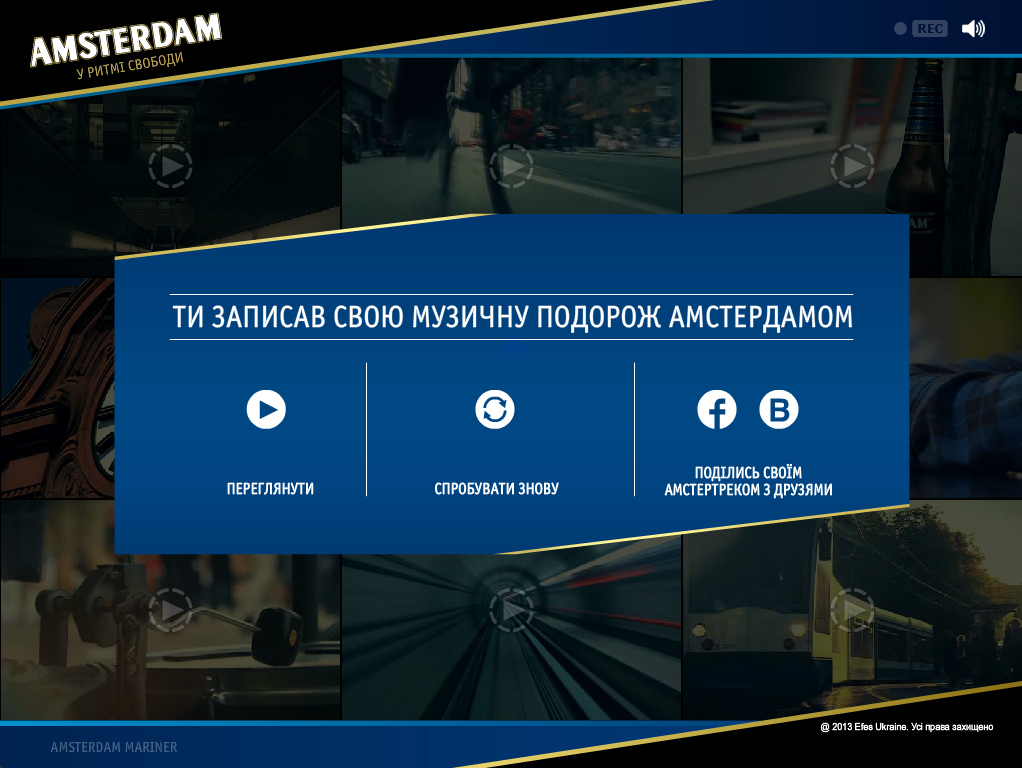 AMSTERDAM
У РИТМІ СВОБОДИ
REC
АМ
ТИ ЗАПИСАВ СВОЮ МУЗИЧНУ ПОДОРОЖ АМСТЕРДАМОМ
ПЕРЕГЛЯНУТИ
СПРОБУВАТИ ЗНОВУ
ПОДІЛИСЬ СВОЇМ
АМСТЕРТРЕКОМ З ДРУЗЯМИ
@ 2013 Efes Ukraine. Усі права захищено
AMSTERDAM MARINER